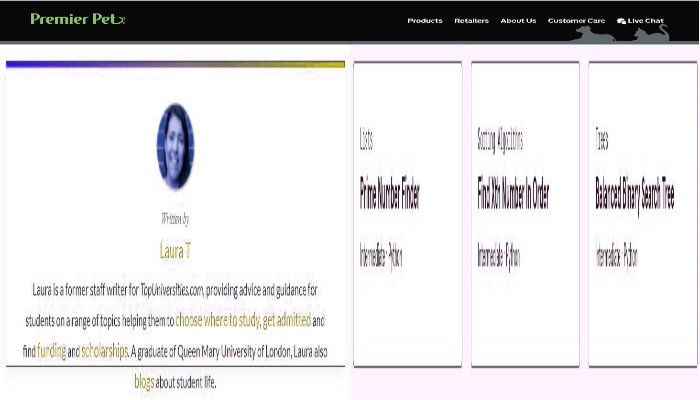 Premier Pet
Products Retailers About Us Customer Care Live Chat
Written by
Laura T
Laura is a former staff writer for TopUniversities.com, providing advice and guidance for
students on a range of topics helping them to choose where to study, get admitted and
find funding and scholarships. A graduate of Queen Mary University of London, Laura also
blogs about student life.
Lists
Prime Number Finder
Intermediate · Python
Sorting Algorithms
Find Xth Number In Order
Intermediate · Python
Trees
Balanced Binary Search Tree
Intermediate · Python